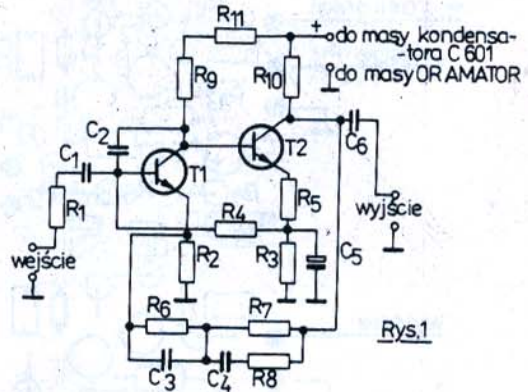 R11
+
do masy kondensa-
-tora C 601
do masy OR AMATOR
R9
R10
C2
C6
C1
T1
T2
R1
R5
R4
wyjście
wejście
R2
R3
C5
R6
R7
Rys.1
C3
C4
R8